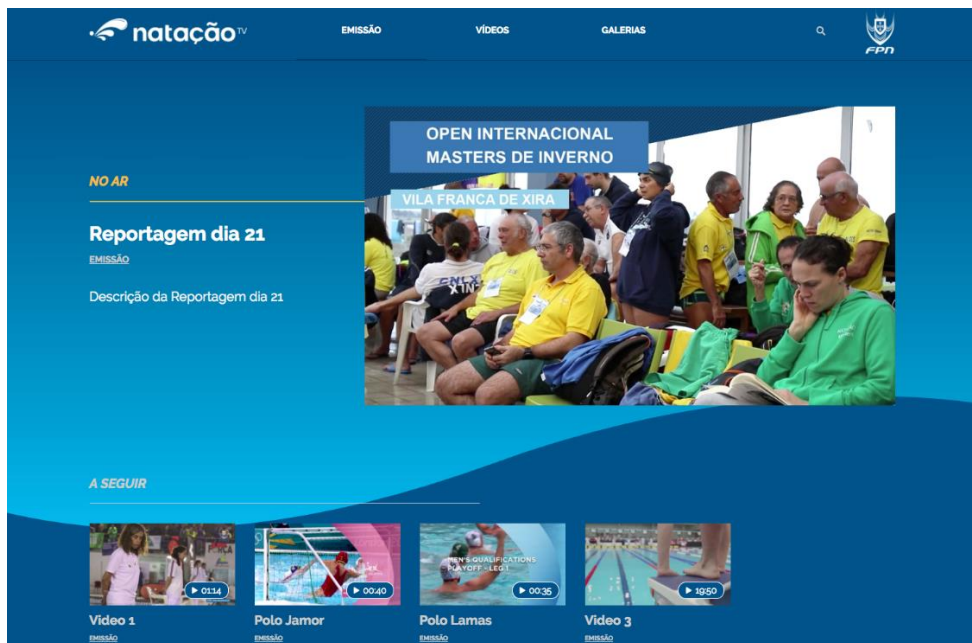 natação TV
EMISSÃO
VÍDEOS
GALERIAS
FPN
NO AR
Reportagem dia 21
EMISSÃO
Descrição da Reportagem dia 21
OPEN INTERNACIONAL
MASTERS DE INVERNO
VILA FRANCA DE XIRA
A SEGUIR
01:14
00:40
MEN'S QUALIFICATIONS
PLAYOFF - LEG 1
00:35
19:50
Video 1
Polo Jamor
Polo Lamas
Video 3
EMISSÃO
EMISSÃO
EMISSÃO
EMISSÃO